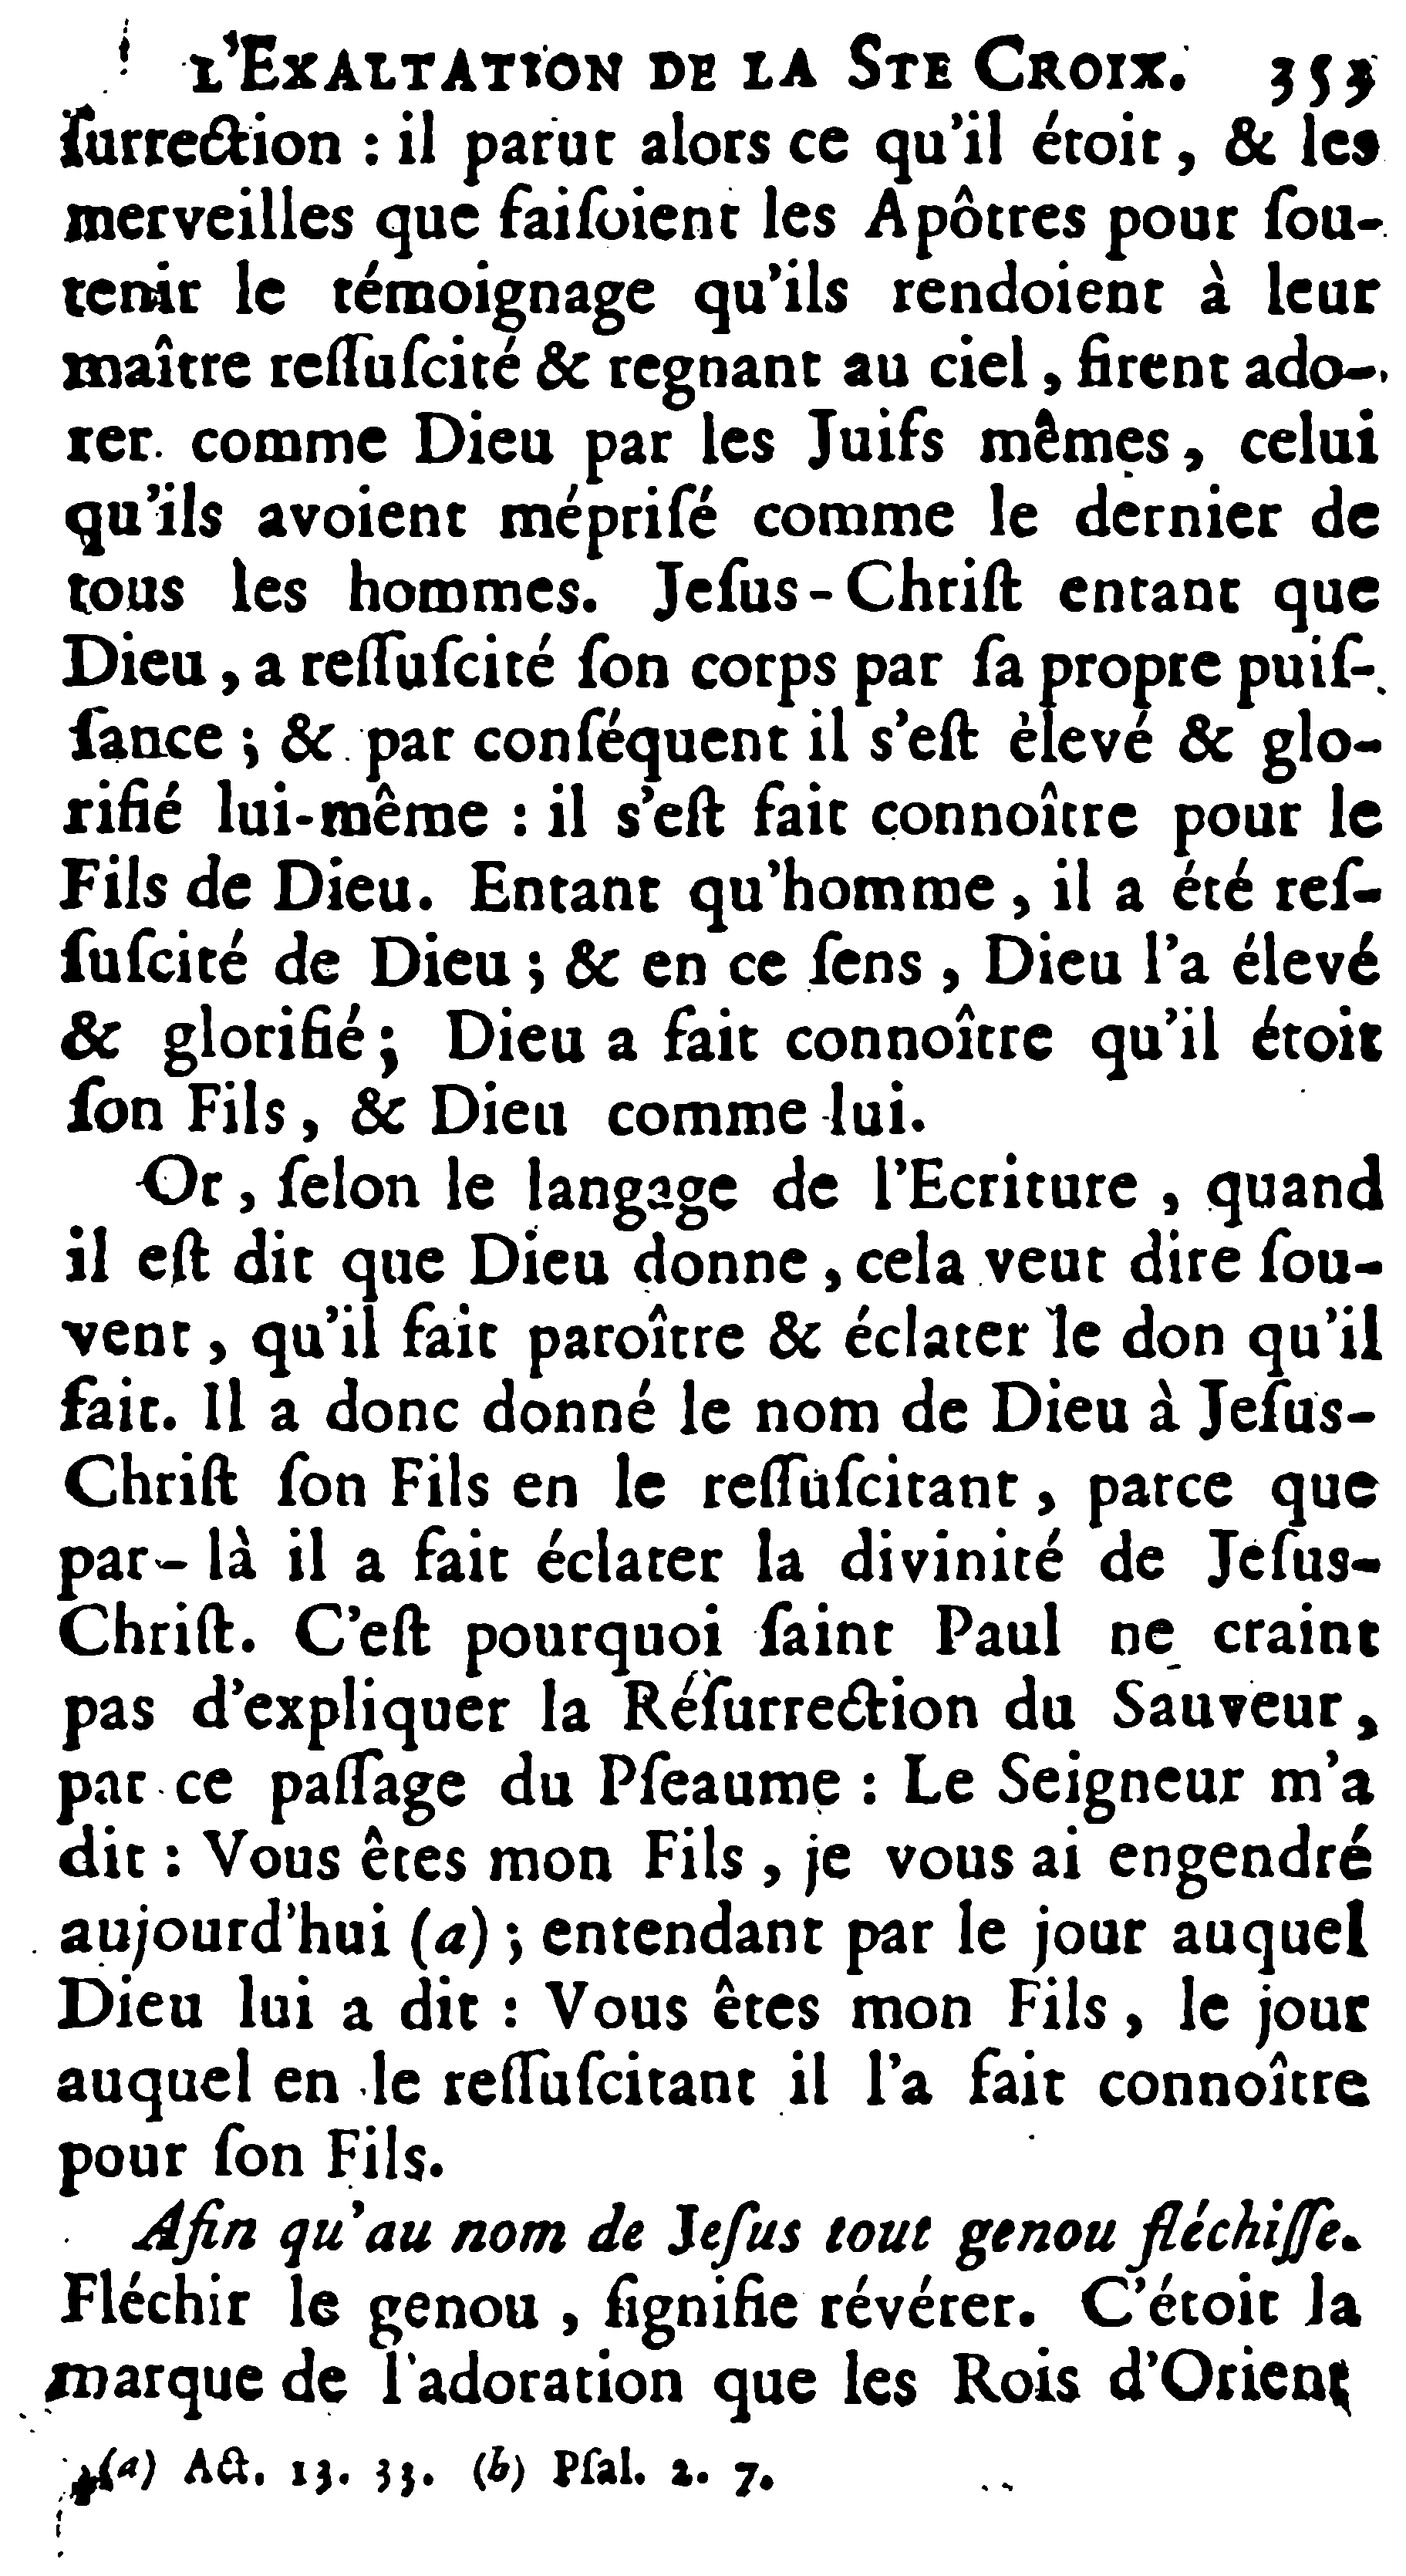 L'EXALTATION DE LA STE CROIX. 353
ſurrection : il parut alors ce qu'il étoit, & les
merveilles que faiſoient les Apôtres pour ſou-
tenir le témoignage qu'ils rendoient à leur
maître reſſuſcité & regnant au ciel, firent ado-
rer comme Dieu par les Juifs mêmes, celui
qu'ils avoient mépriſé comme le dernier de
tous les hommes. Jeſus-Chriſt entant que
Dieu, a reſſuſcité ſon corps par ſa propre puiſ-
ſance ; & par conſéquent il s'eſt élevé & glo-
rifié lui-même : il s'eſt fait connoître pour le
Fils de Dieu. Entant qu'homme, il a été reſ-
ſuſcité de Dieu ; & en ce ſens, Dieu l'a élevé
& glorifié; Dieu a fait connoître qu'il étoit
ſon Fils, & Dieu comme lui.
Or, ſelon le langage de l'Ecriture, quand
il eſt dit que Dieu donne, cela veut dire ſou-
vent, qu'il fait paroître & éclater le don qu'il
fait. Il a donc donné le nom de Dieu à Jeſus-
Chriſt ſon Fils en le reſſuſcitant, parce que
par-là il a fait éclater la divinité de Jeſus-
Chriſt. C'eſt pourquoi ſaint Paul ne craint
pas d'expliquer la Réſurrection du Sauveur,
par ce paſſage du Pſeaume : Le Seigneur m'a
dit : Vous êtes mon Fils, je vous ai engendré
aujourd'hui (a) ; entendant par le jour auquel
Dieu lui a dit : Vous êtes mon Fils, le jour
auquel en le reſſuſcitant il l'a fait connoître
pour ſon Fils.
Afin qu'au nom de Jeſus tout genou fléchiſſe.
Fléchir le genou, ſignifie révérer. C'étoit la
marque de l'adoration que les Rois d'Orient
(a) Act. 13. 33. (b) Pſal. 2. 7.